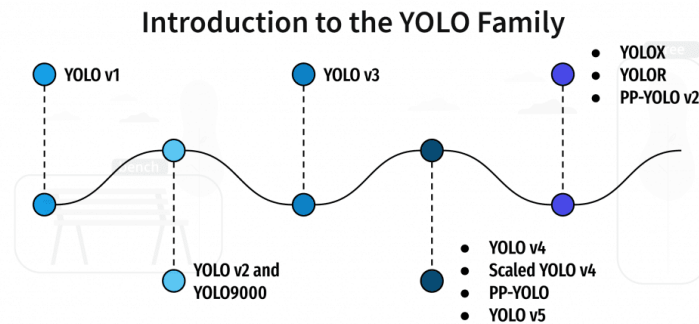 Introduction to the YOLO Family
YOLO v1
YOLO v3
YOLOX
YOLOR
PP-YOLO v2
bench
YOLO v2 and
YOLO9000
YOLO v4
Scaled YOLO v4
PP-YOLO
YOLO v5